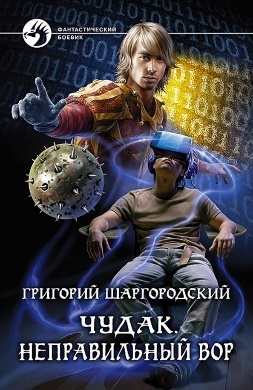 ФАНТАСТИЧЕСКИЙ
БОЕВИК
ГРИГОРИЙ ШАРГОРОДСКИЙ
ЧУДАК.
НЕПРАВИЛЬНЫЙ ВОР